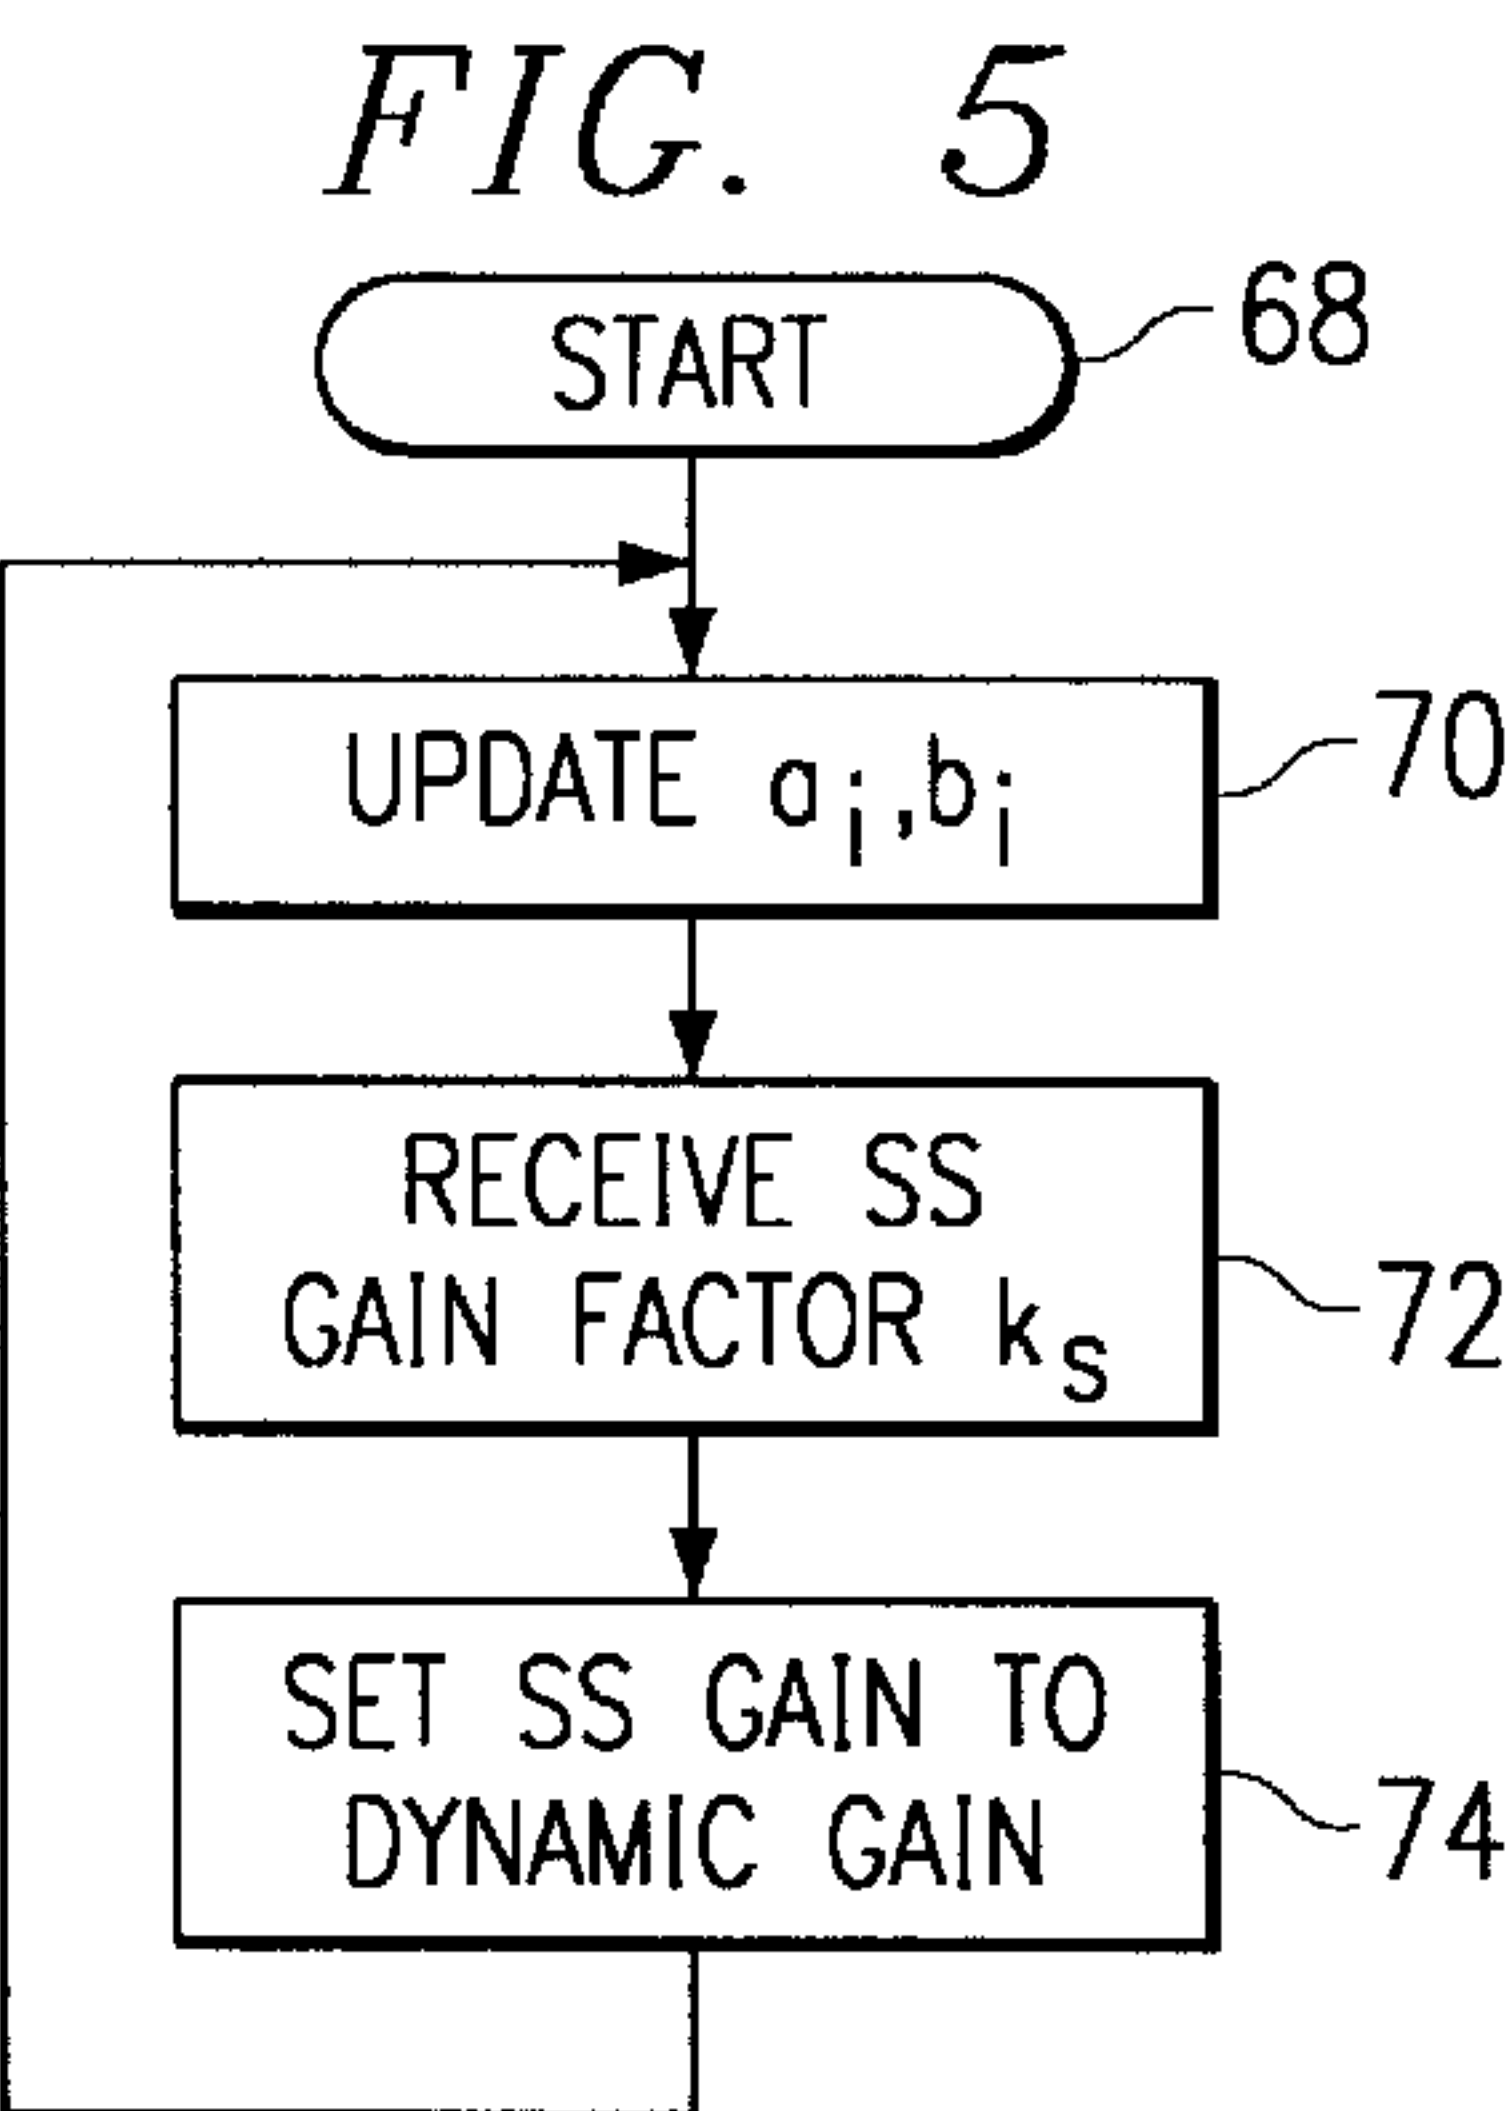 FIG. 5
START
68
UPDATE aᵢ,bᵢ
70
RECEIVE SS
GAIN FACTOR kₛ
72
SET SS GAIN TO
DYNAMIC GAIN
74